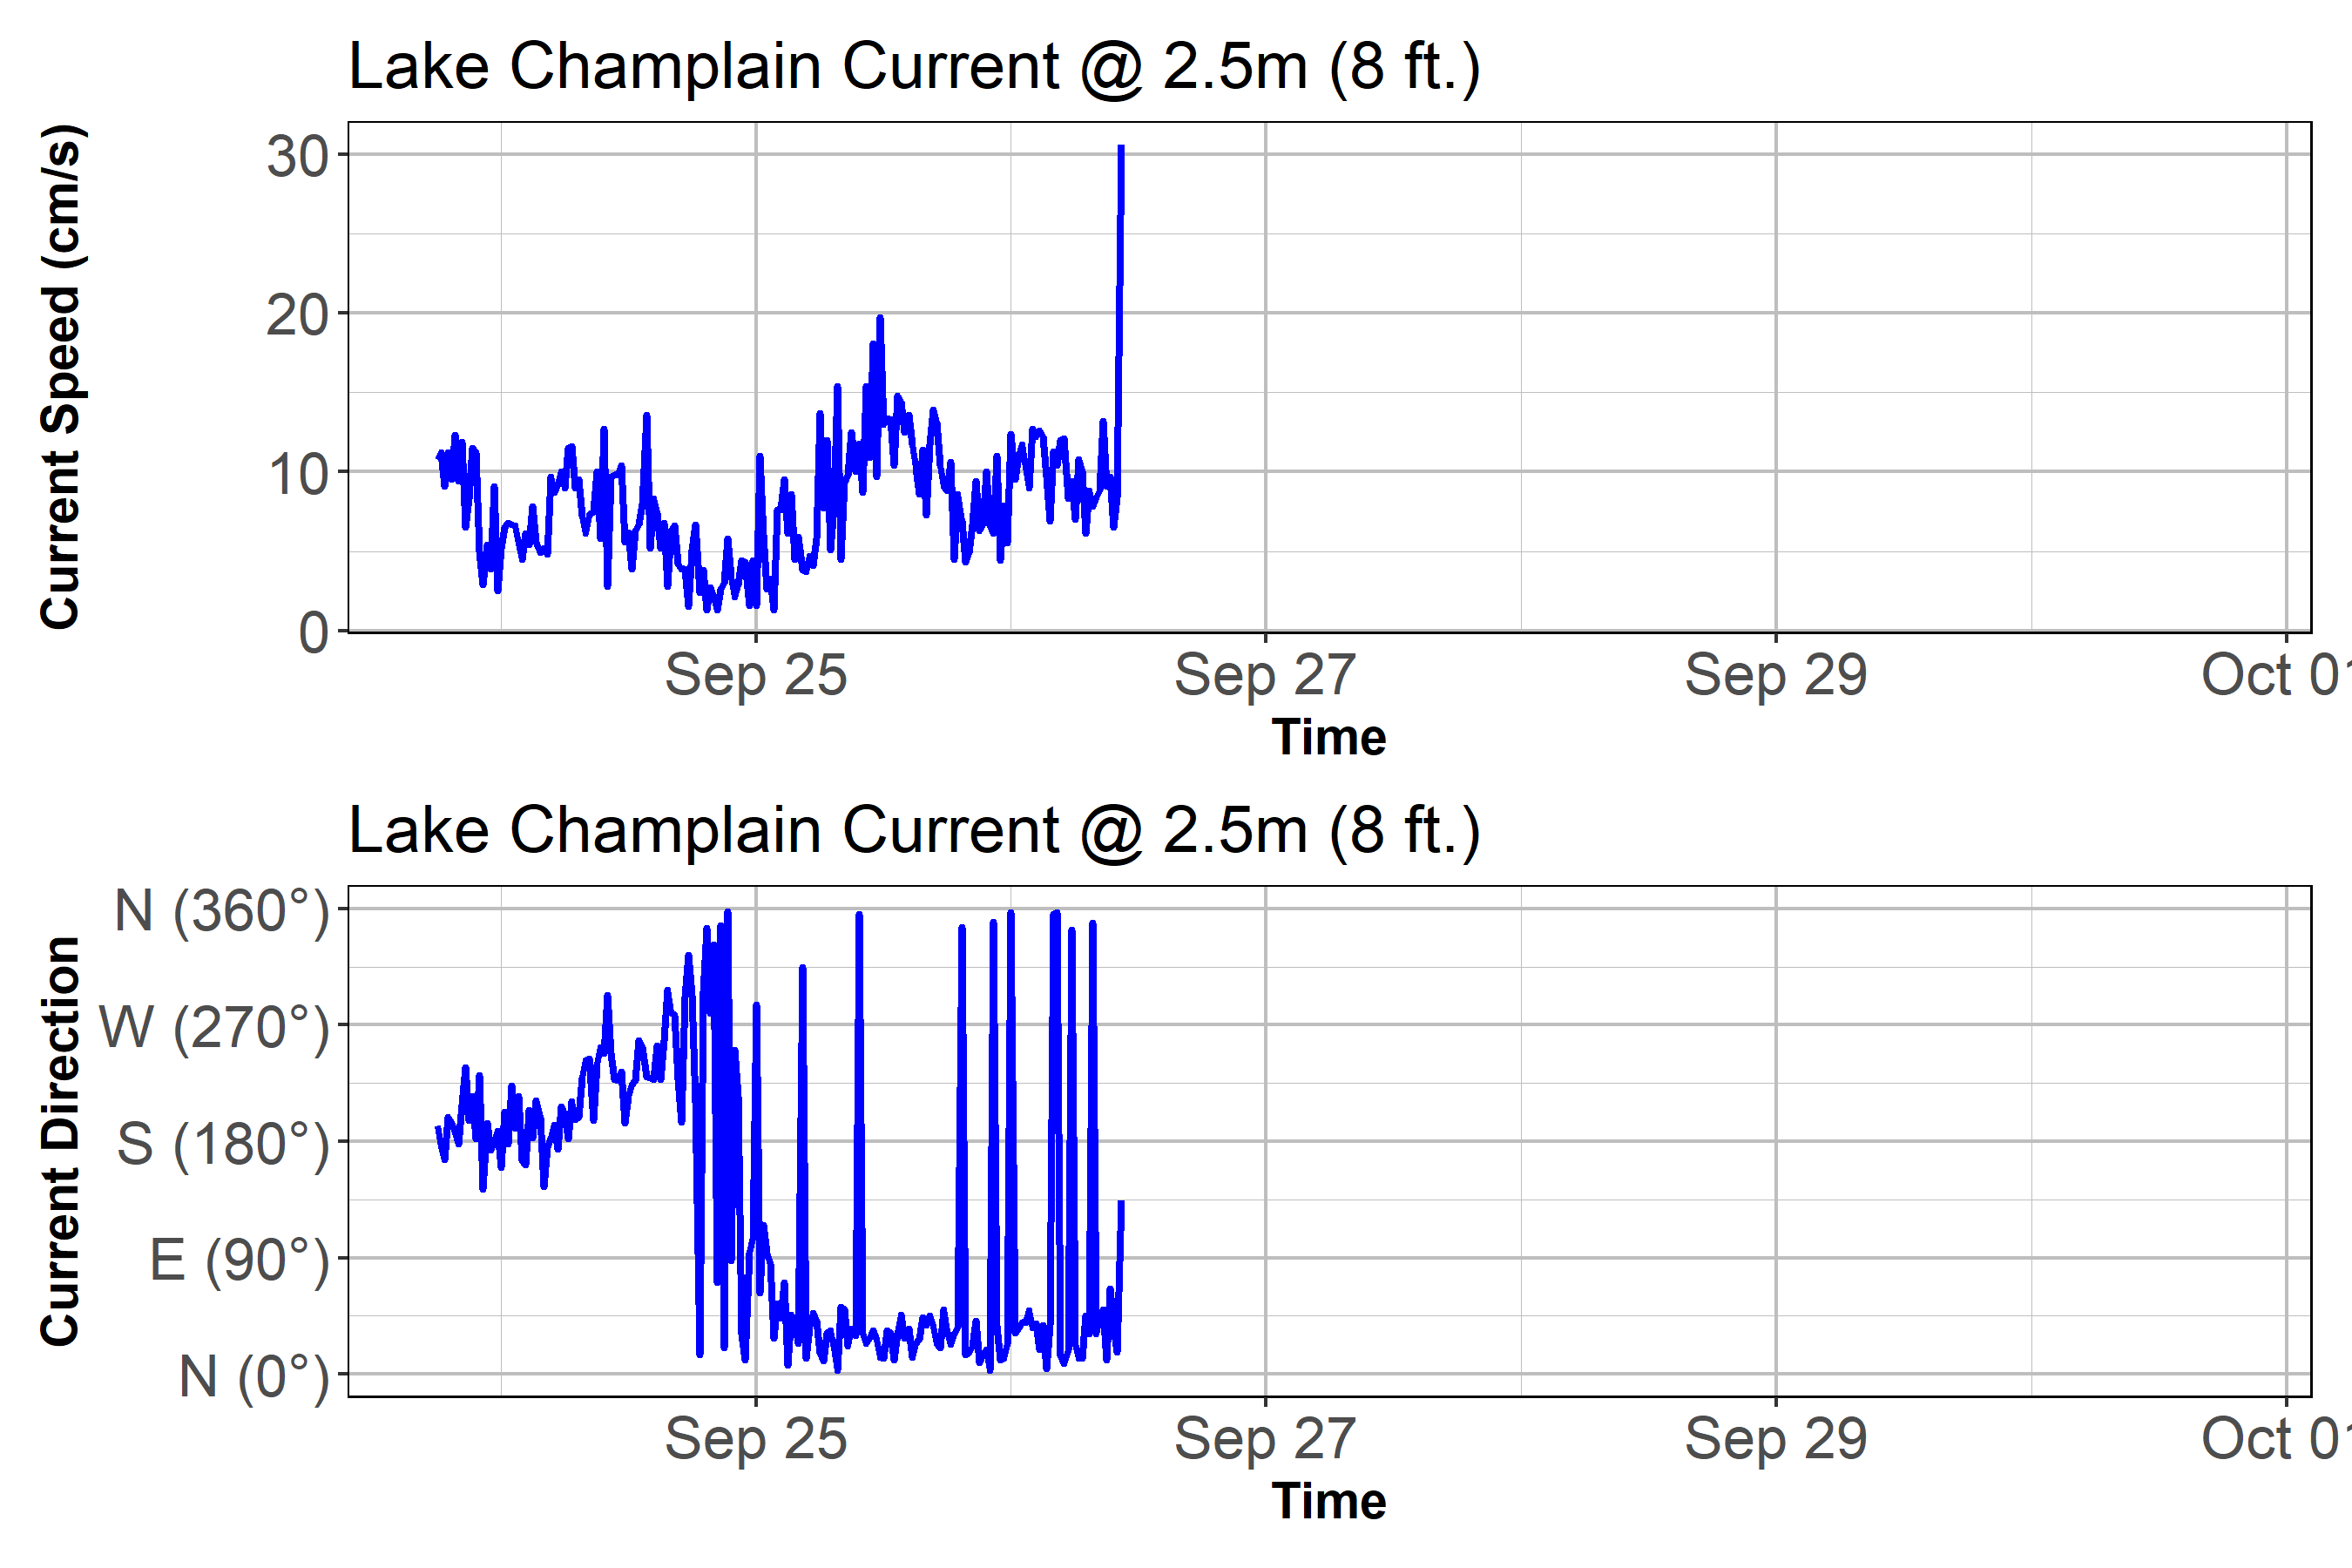 Lake Champlain Current @ 2.5m (8 ft.)
Current Speed (cm/s)
30
20
10
0
Sep 25 Sep 27 Sep 29 Oct 01
Time
Lake Champlain Current @ 2.5m (8 ft.)
Current Direction
N (360°)
W (270°)
S (180°)
E (90°)
N (0°)
Sep 25 Sep 27 Sep 29 Oct 01
Time